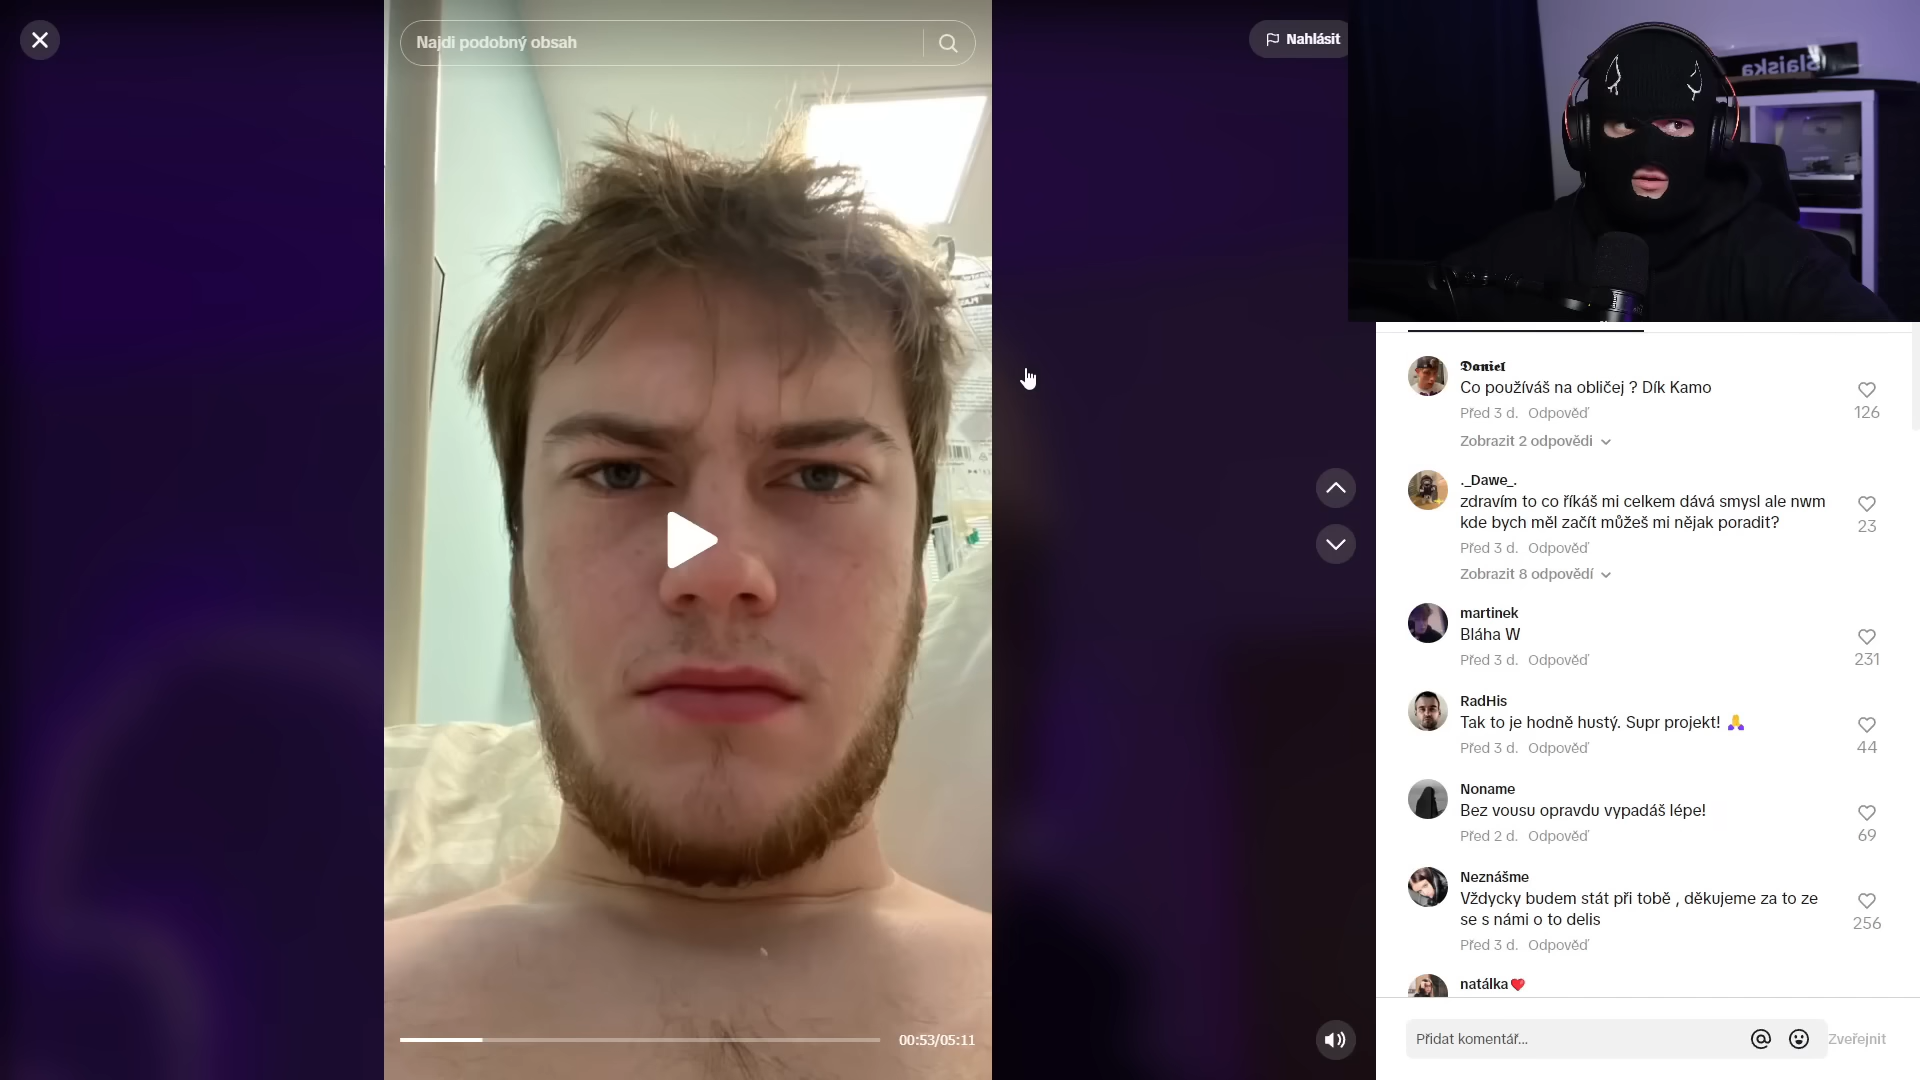 Najdi podobný obsah
Nahlásit
Slaiska
𝕯𝖆𝖓𝖎𝖊𝖑
Co používáš na obličej ? Dík Kamo
Před 3 d. Odpověď
126
Zobrazit 2 odpovědi
._Dawe_.
zdravím to co říkáš mi celkem dává smysl ale nwm
kde bych měl začít můžeš mi nějak poradit?
23
Před 3 d. Odpověď
Zobrazit 8 odpovědí
martinek
Bláha W
Před 3 d. Odpověď
231
RadHis
Tak to je hodně hustý. Supr projekt! 🙏
Před 3 d. Odpověď
44
Noname
Bez vousu opravdu vypadáš lépe!
Před 2 d. Odpověď
69
Neznášme
Vždycky budem stát při tobě , děkujeme za to ze
se s námi o to delis
256
Před 3 d. Odpověď
natálka❤️
00:53/05:11
Přidat komentář...
Zveřejnit